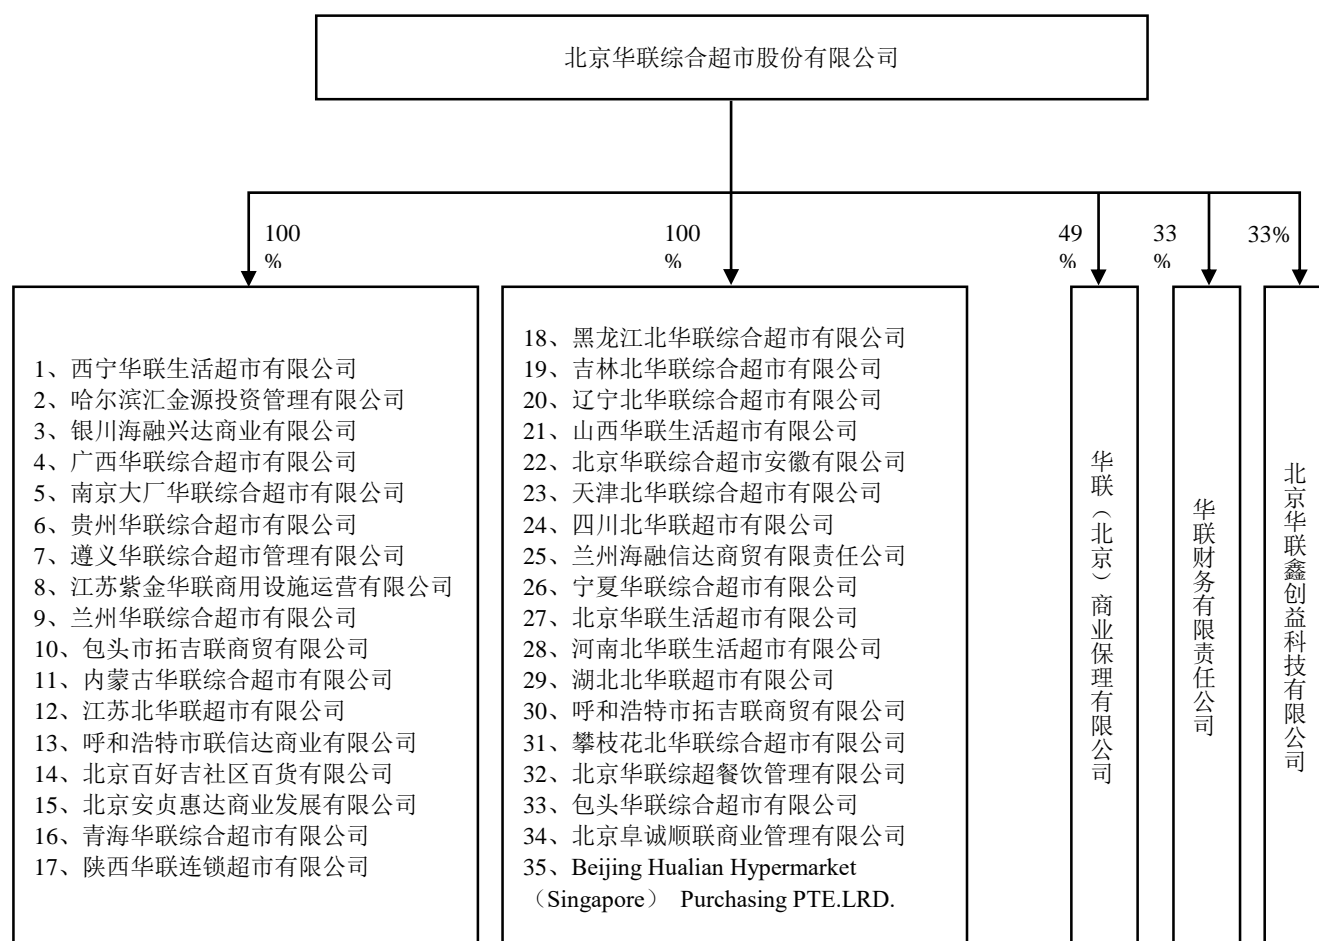 北京华联综合超市股份有限公司
100
%
100
%
49
%
33
%
33%
1、西宁华联生活超市有限公司
2、哈尔滨汇金源投资管理有限公司
3、银川海融兴达商业有限公司
4、广西华联综合超市有限公司
5、南京大厂华联综合超市有限公司
6、贵州华联综合超市有限公司
7、遵义华联综合超市管理有限公司
8、江苏紫金华联商用设施运营有限公司
9、兰州华联综合超市有限公司
10、包头市拓吉联商贸有限公司
11、内蒙古华联综合超市有限公司
12、江苏北华联超市有限公司
13、呼和浩特市联信达商业有限公司
14、北京百好吉社区百货有限公司
15、北京安贞惠达商业发展有限公司
16、青海华联综合超市有限公司
17、陕西华联连锁超市有限公司
18、黑龙江北华联综合超市有限公司
19、吉林北华联综合超市有限公司
20、辽宁北华联综合超市有限公司
21、山西华联生活超市有限公司
22、北京华联综合超市安徽有限公司
23、天津北华联综合超市有限公司
24、四川北华联超市有限公司
25、兰州海融信达商贸有限责任公司
26、宁夏华联综合超市有限公司
27、北京华联生活超市有限公司
28、河南北华联生活超市有限公司
29、湖北北华联超市有限公司
30、呼和浩特市拓吉联商贸有限公司
31、攀枝花北华联综合超市有限公司
32、北京华联综超餐饮管理有限公司
33、包头华联综合超市有限公司
34、北京阜诚顺联商业管理有限公司
35、Beijing Hualian Hypermarket
（Singapore） Purchasing PTE.LRD.
华联（北京）商业保理有限公司
华联财务有限责任公司
北京华联鑫创益科技有限公司